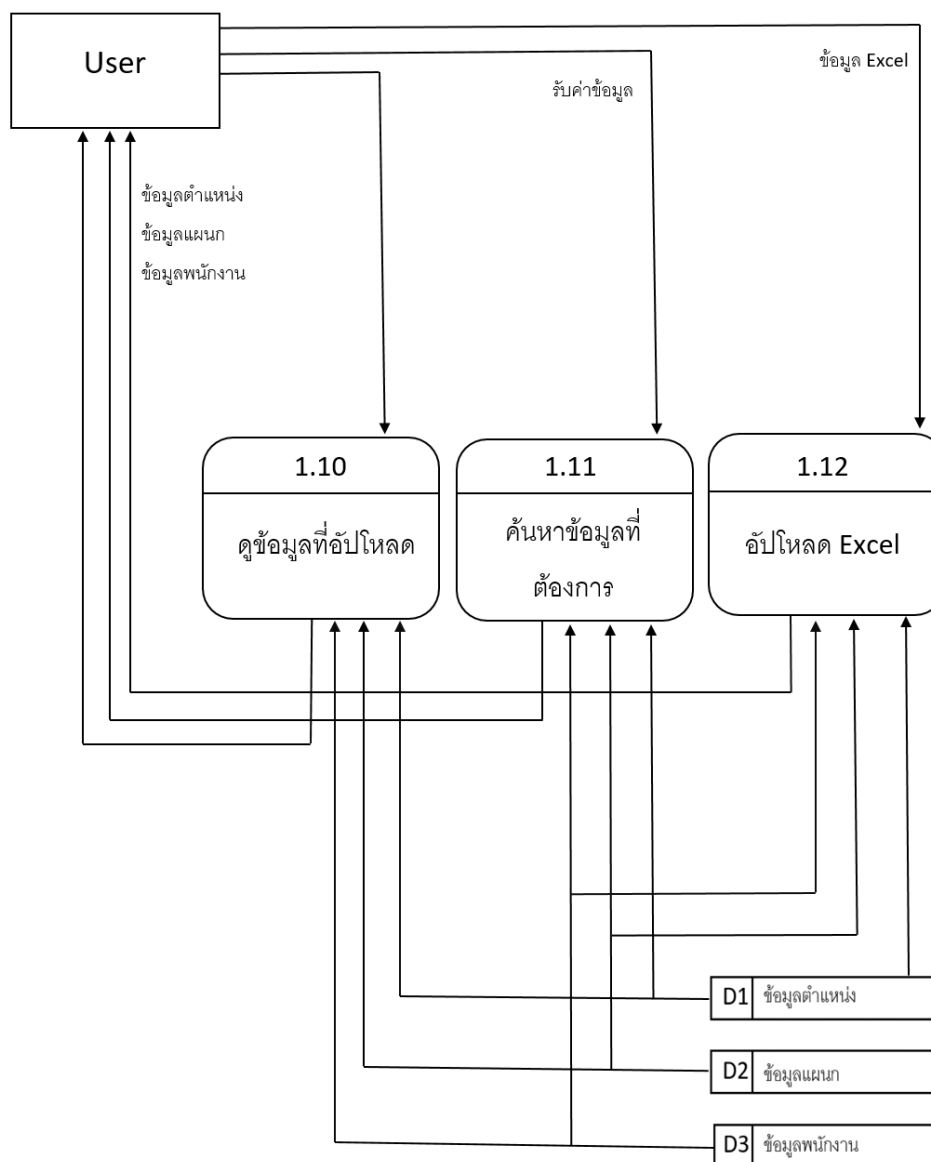 User
ข้อมูล Excel
รับค่าข้อมูล
ข้อมูลตำแหน่ง
ข้อมูลแผนก
ข้อมูลพนักงาน
1.10
ดูข้อมูลที่อัปโหลด
1.11
ค้นหาข้อมูลที่
ต้องการ
1.12
อัปโหลด Excel
D1 ข้อมูลตำแหน่ง
D2 ข้อมูลแผนก
D3 ข้อมูลพนักงาน